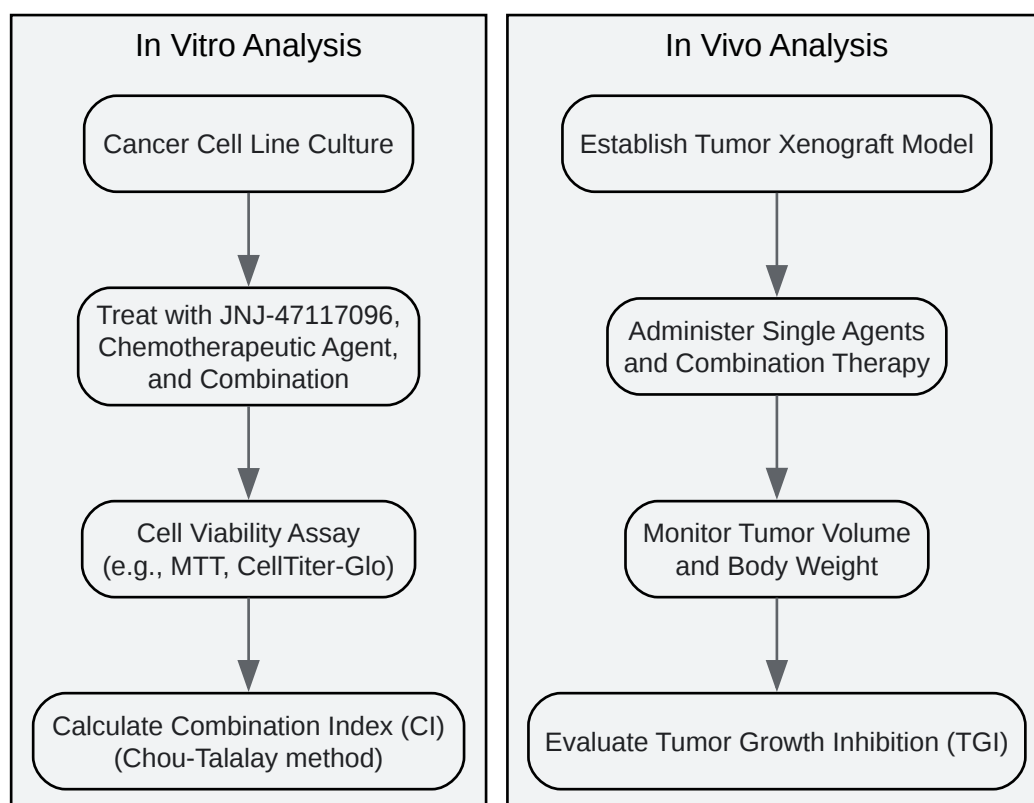 In Vitro Analysis
Cancer Cell Line Culture
Treat with JNJ-47117096,
Chemotherapeutic Agent,
and Combination
Cell Viability Assay
(e.g., MTT, CellTiter-Glo)
Calculate Combination Index (CI)
(Chou-Talalay method)
In Vivo Analysis
Establish Tumor Xenograft Model
Administer Single Agents
and Combination Therapy
Monitor Tumor Volume
and Body Weight
Evaluate Tumor Growth Inhibition (TGI)